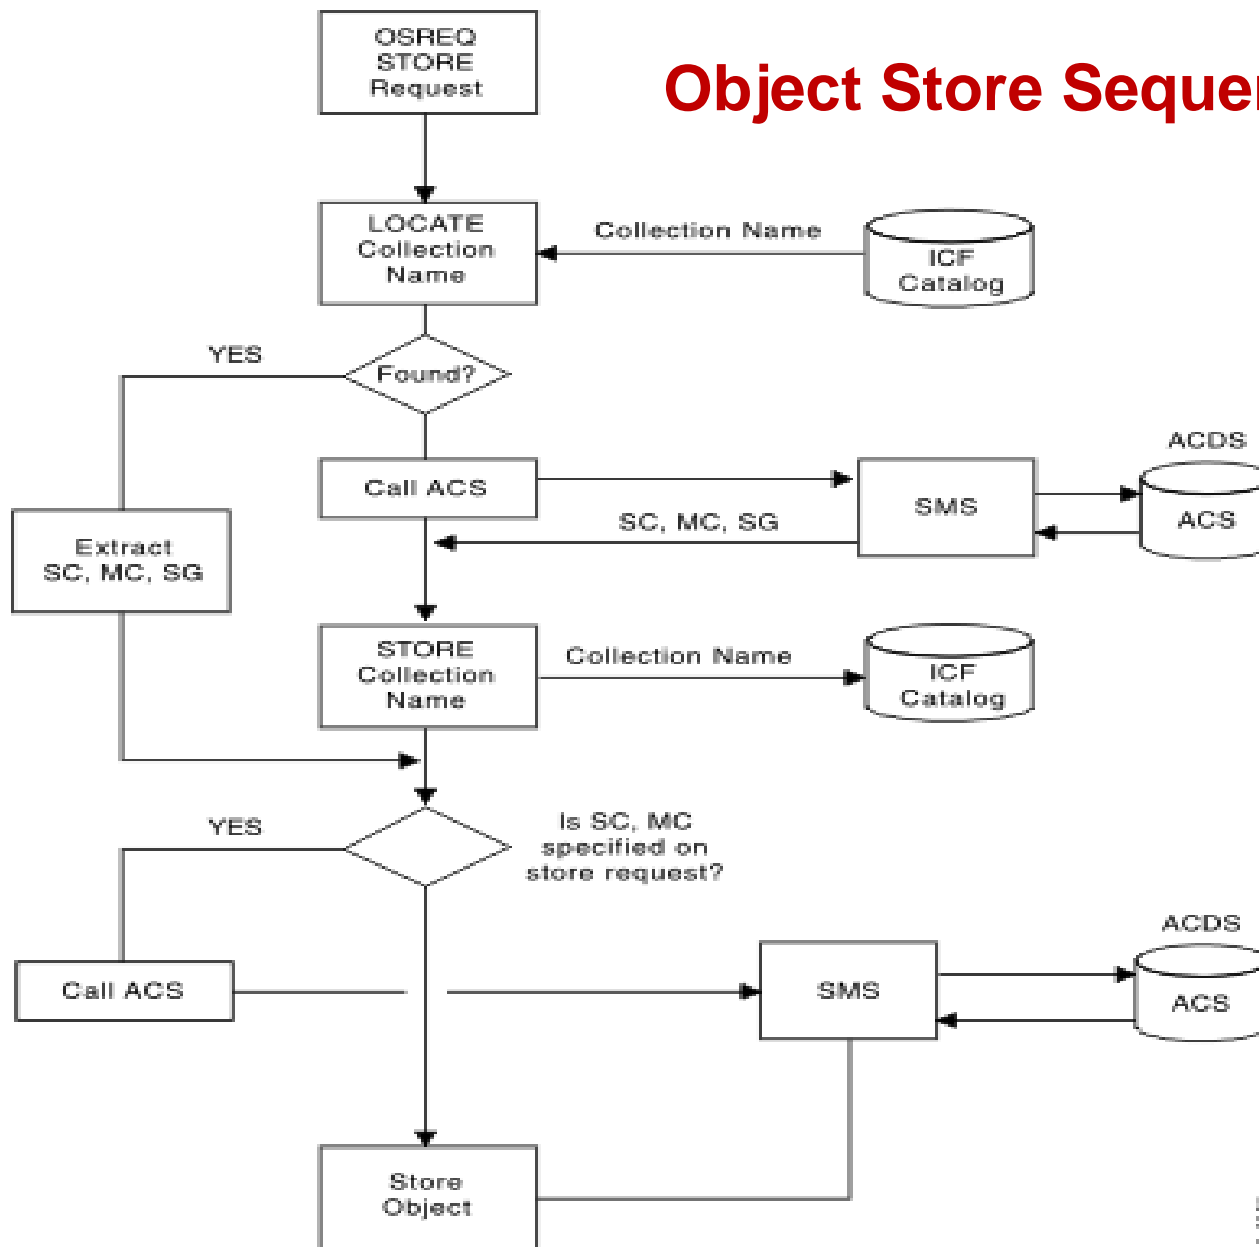 OSREQ
STORE
Request
Object Store Sequen
LOCATE
Collection
Name
Collection Name
ICF
Catalog
YES
Found?
Call ACS
SMS
ACDS
ACS
SC, MC, SG
Extract
SC, MC, SG
STORE
Collection
Name
Collection Name
ICF
Catalog
YES
Is SC, MC
specified on
store request?
Call ACS
SMS
ACDS
ACS
Store
Object